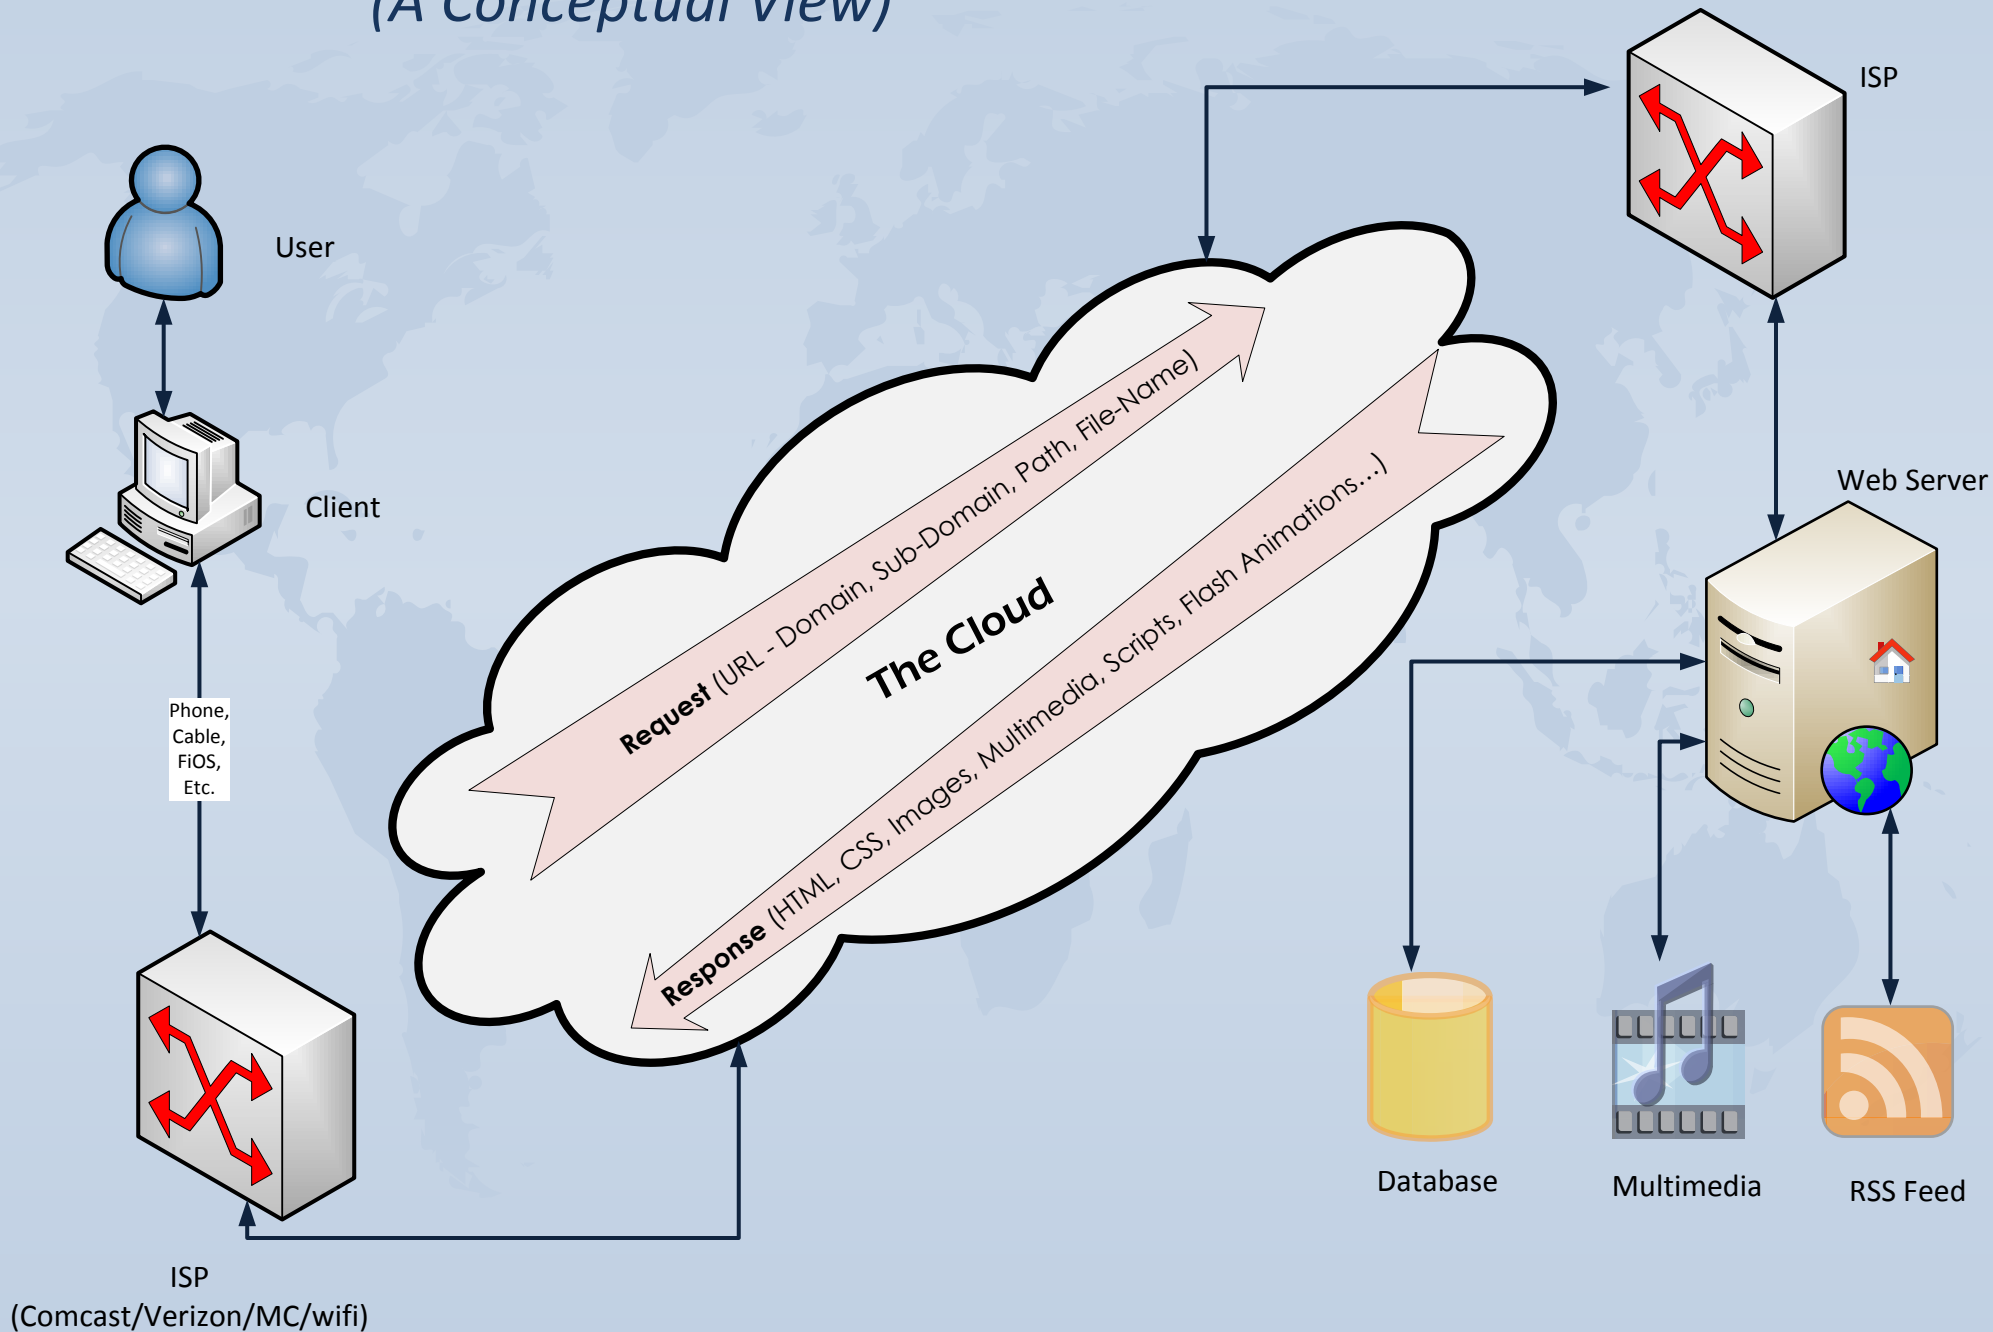 (A Conceptual View)
ISP
User
Client
Web Server
Request (URL - Domain, Sub-Domain, Path, File-Name)
The Cloud
Response (HTML, CSS, Images, Multimedia, Scripts, Flash Animations…)
Phone,
Cable,
FiOS,
Etc.
Database
Multimedia
RSS Feed
ISP
(Comcast/Verizon/MC/wifi)